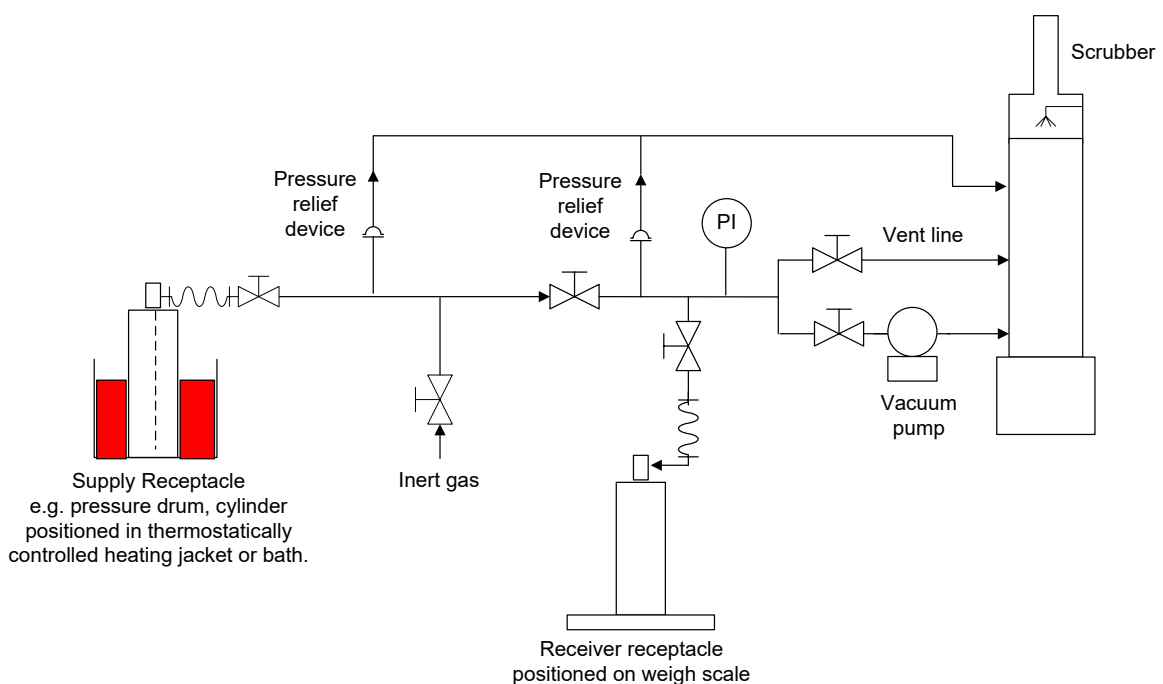 Scrubber
Pressure
relief
device
Pressure
relief
device
PI
Vent line
Vacuum
pump
Inert gas
Supply Receptacle
e.g. pressure drum, cylinder
positioned in thermostatically
controlled heating jacket or bath.
Receiver receptacle
positioned on weigh scale